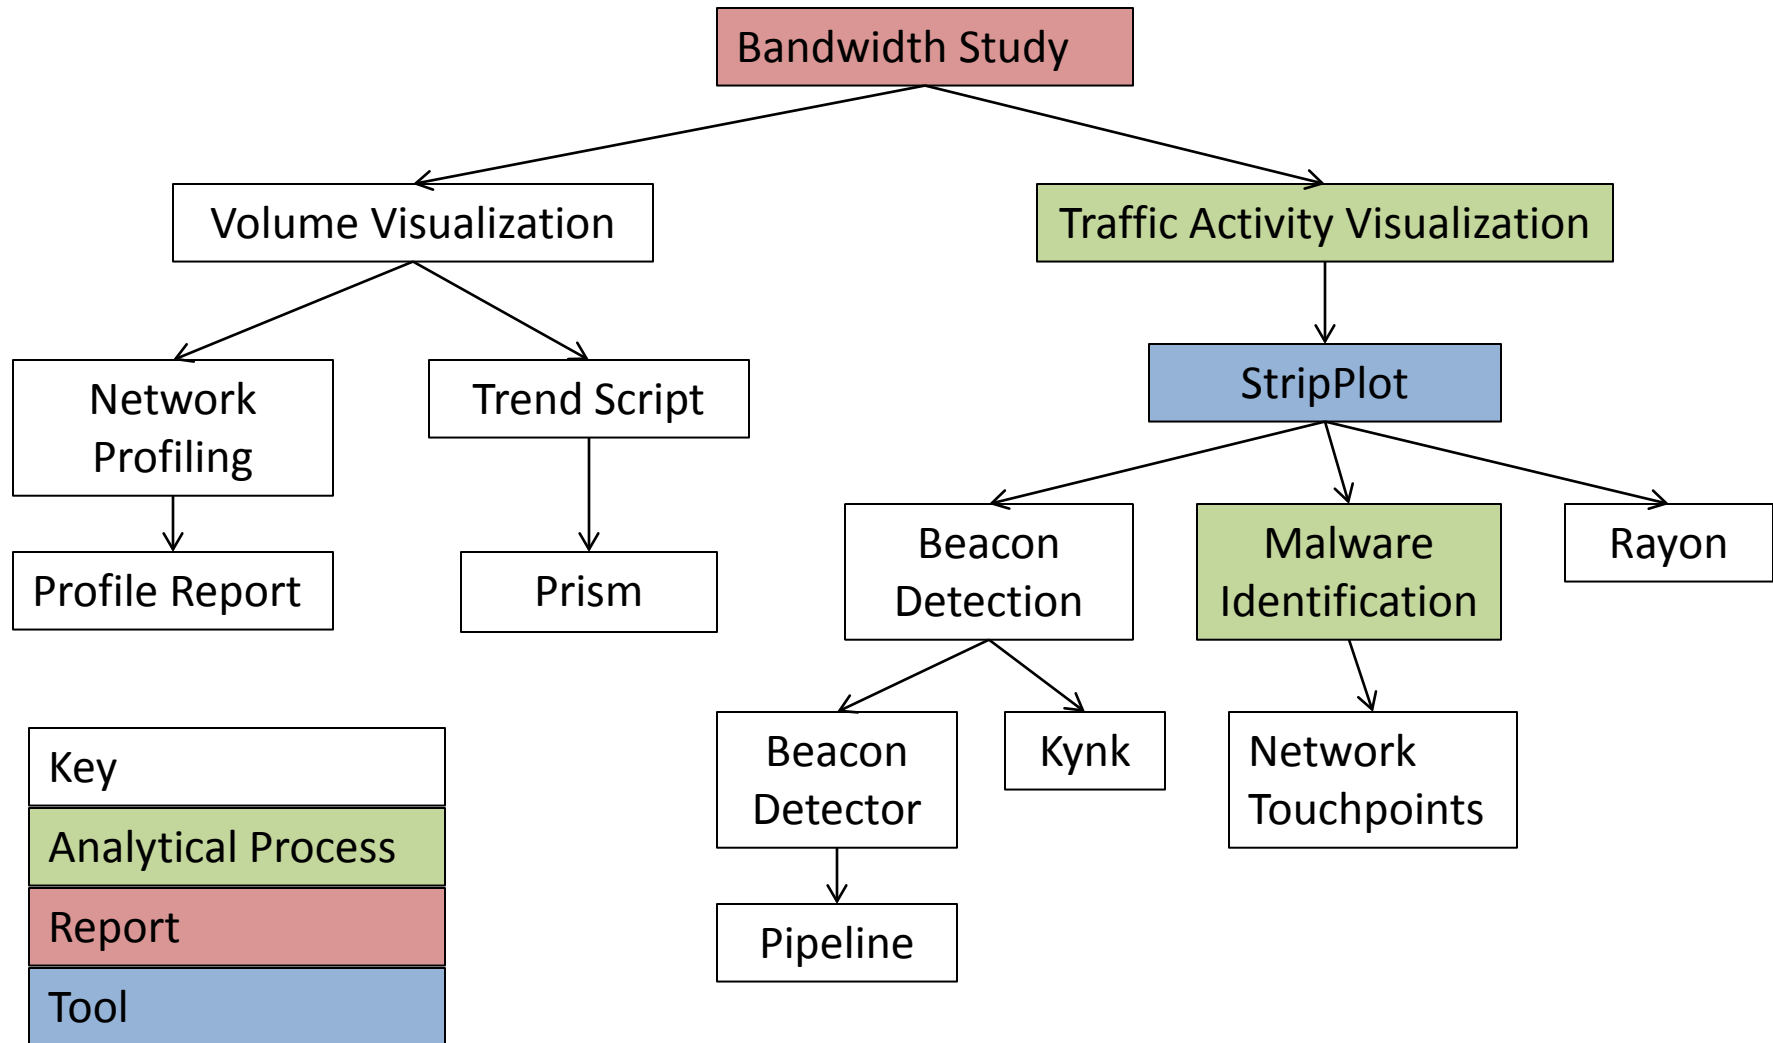 Bandwidth Study
Volume Visualization
Traffic Activity Visualization
Network
Profiling
Trend Script
StripPlot
Profile Report
Prism
Beacon
Detection
Malware
Identification
Rayon
Beacon
Detector
Kynk
Network
Touchpoints
Pipeline
Key
Analytical Process
Report
Tool